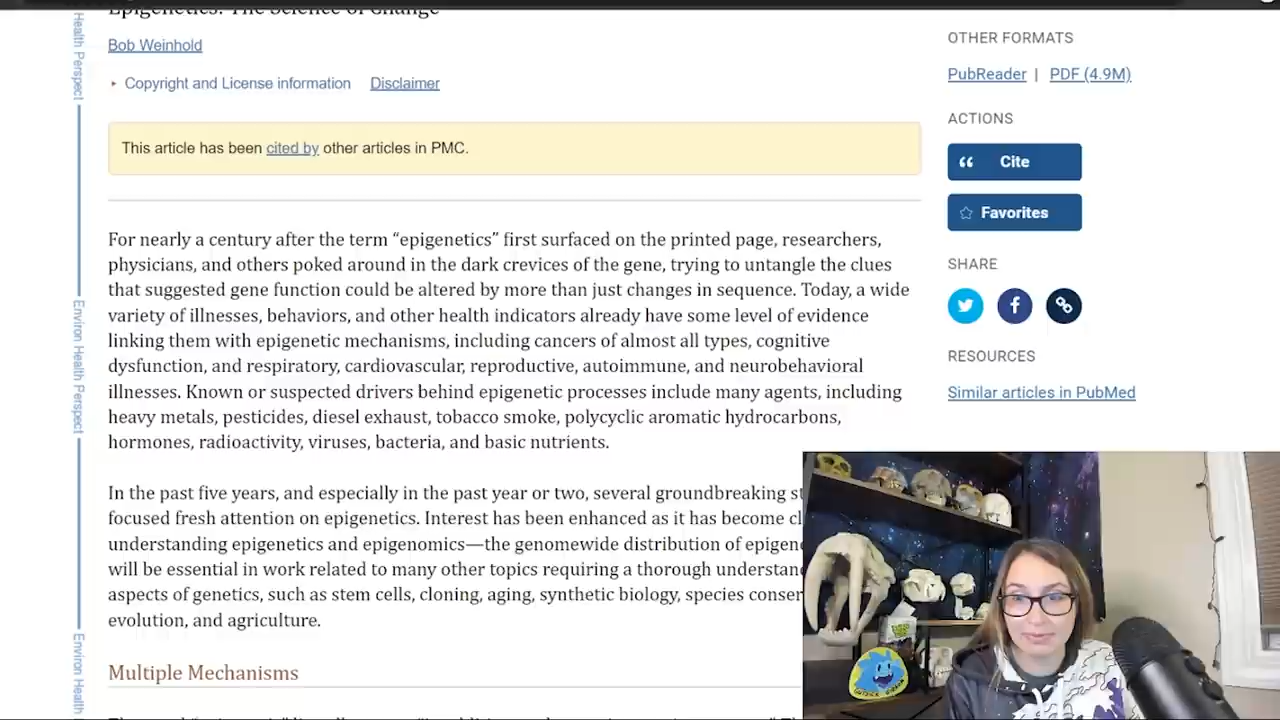 Epigenetics: The Science of Change
Bob Weinhold
Copyright and License information Disclaimer
This article has been cited by other articles in PMC.
For nearly a century after the term “epigenetics” first surfaced on the printed page, researchers,
physicians, and others poked around in the dark crevices of the gene, trying to untangle the clues
that suggested gene function could be altered by more than just changes in sequence. Today, a wide
variety of illnesses, behaviors, and other health indicators already have some level of evidence
linking them with epigenetic mechanisms, including cancers of almost all types, cognitive
dysfunction, and respiratory, cardiovascular, reproductive, autoimmune, and neurobehavioral
illnesses. Known or suspected drivers behind epigenetic processes include many agents, including
heavy metals, pesticides, diesel exhaust, tobacco smoke, polycyclic aromatic hydrocarbons,
hormones, radioactivity, viruses, bacteria, and basic nutrients.
In the past five years, and especially in the past year or two, several groundbreaking st
focused fresh attention on epigenetics. Interest has been enhanced as it has become cl
understanding epigenetics and epigenomics—the genomewide distribution of epigen
will be essential in work related to many other topics requiring a thorough understan
aspects of genetics, such as stem cells, cloning, aging, synthetic biology, species conser
evolution, and agriculture.
Multiple Mechanisms
Health Perspect
Environ Health Perspect
Environ Health
OTHER FORMATS
PubReader | PDF (4.9M)
ACTIONS
Cite
Favorites
SHARE
RESOURCES
Similar articles in PubMed